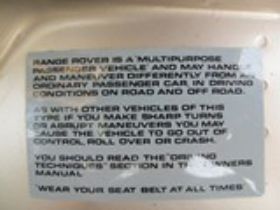 RANGE ROVER IS A MULTIPURPOSE
PASSENGER VEHICLE AND MAY HANDLE
AND MANEUVER DIFFERENTLY FROM AN
ORDINARY PASSENGER CAR, IN DRIVING
CONDITIONS ON ROAD AND OFF ROAD.
AS WITH OTHER VEHICLES OF THIS
TYPE IF YOU MAKE SHARP TURNS
OR ABRUPT MANEUVERS YOU MAY
CAUSE THE VEHICLE TO GO OUT OF
CONTROL, ROLL OVER OR CRASH.
YOU SHOULD READ THE "DRIVING
TECHNIQUES" SECTION IN THE OWNERS
MANUAL
WEAR YOUR SEAT BELT AT ALL TIMES